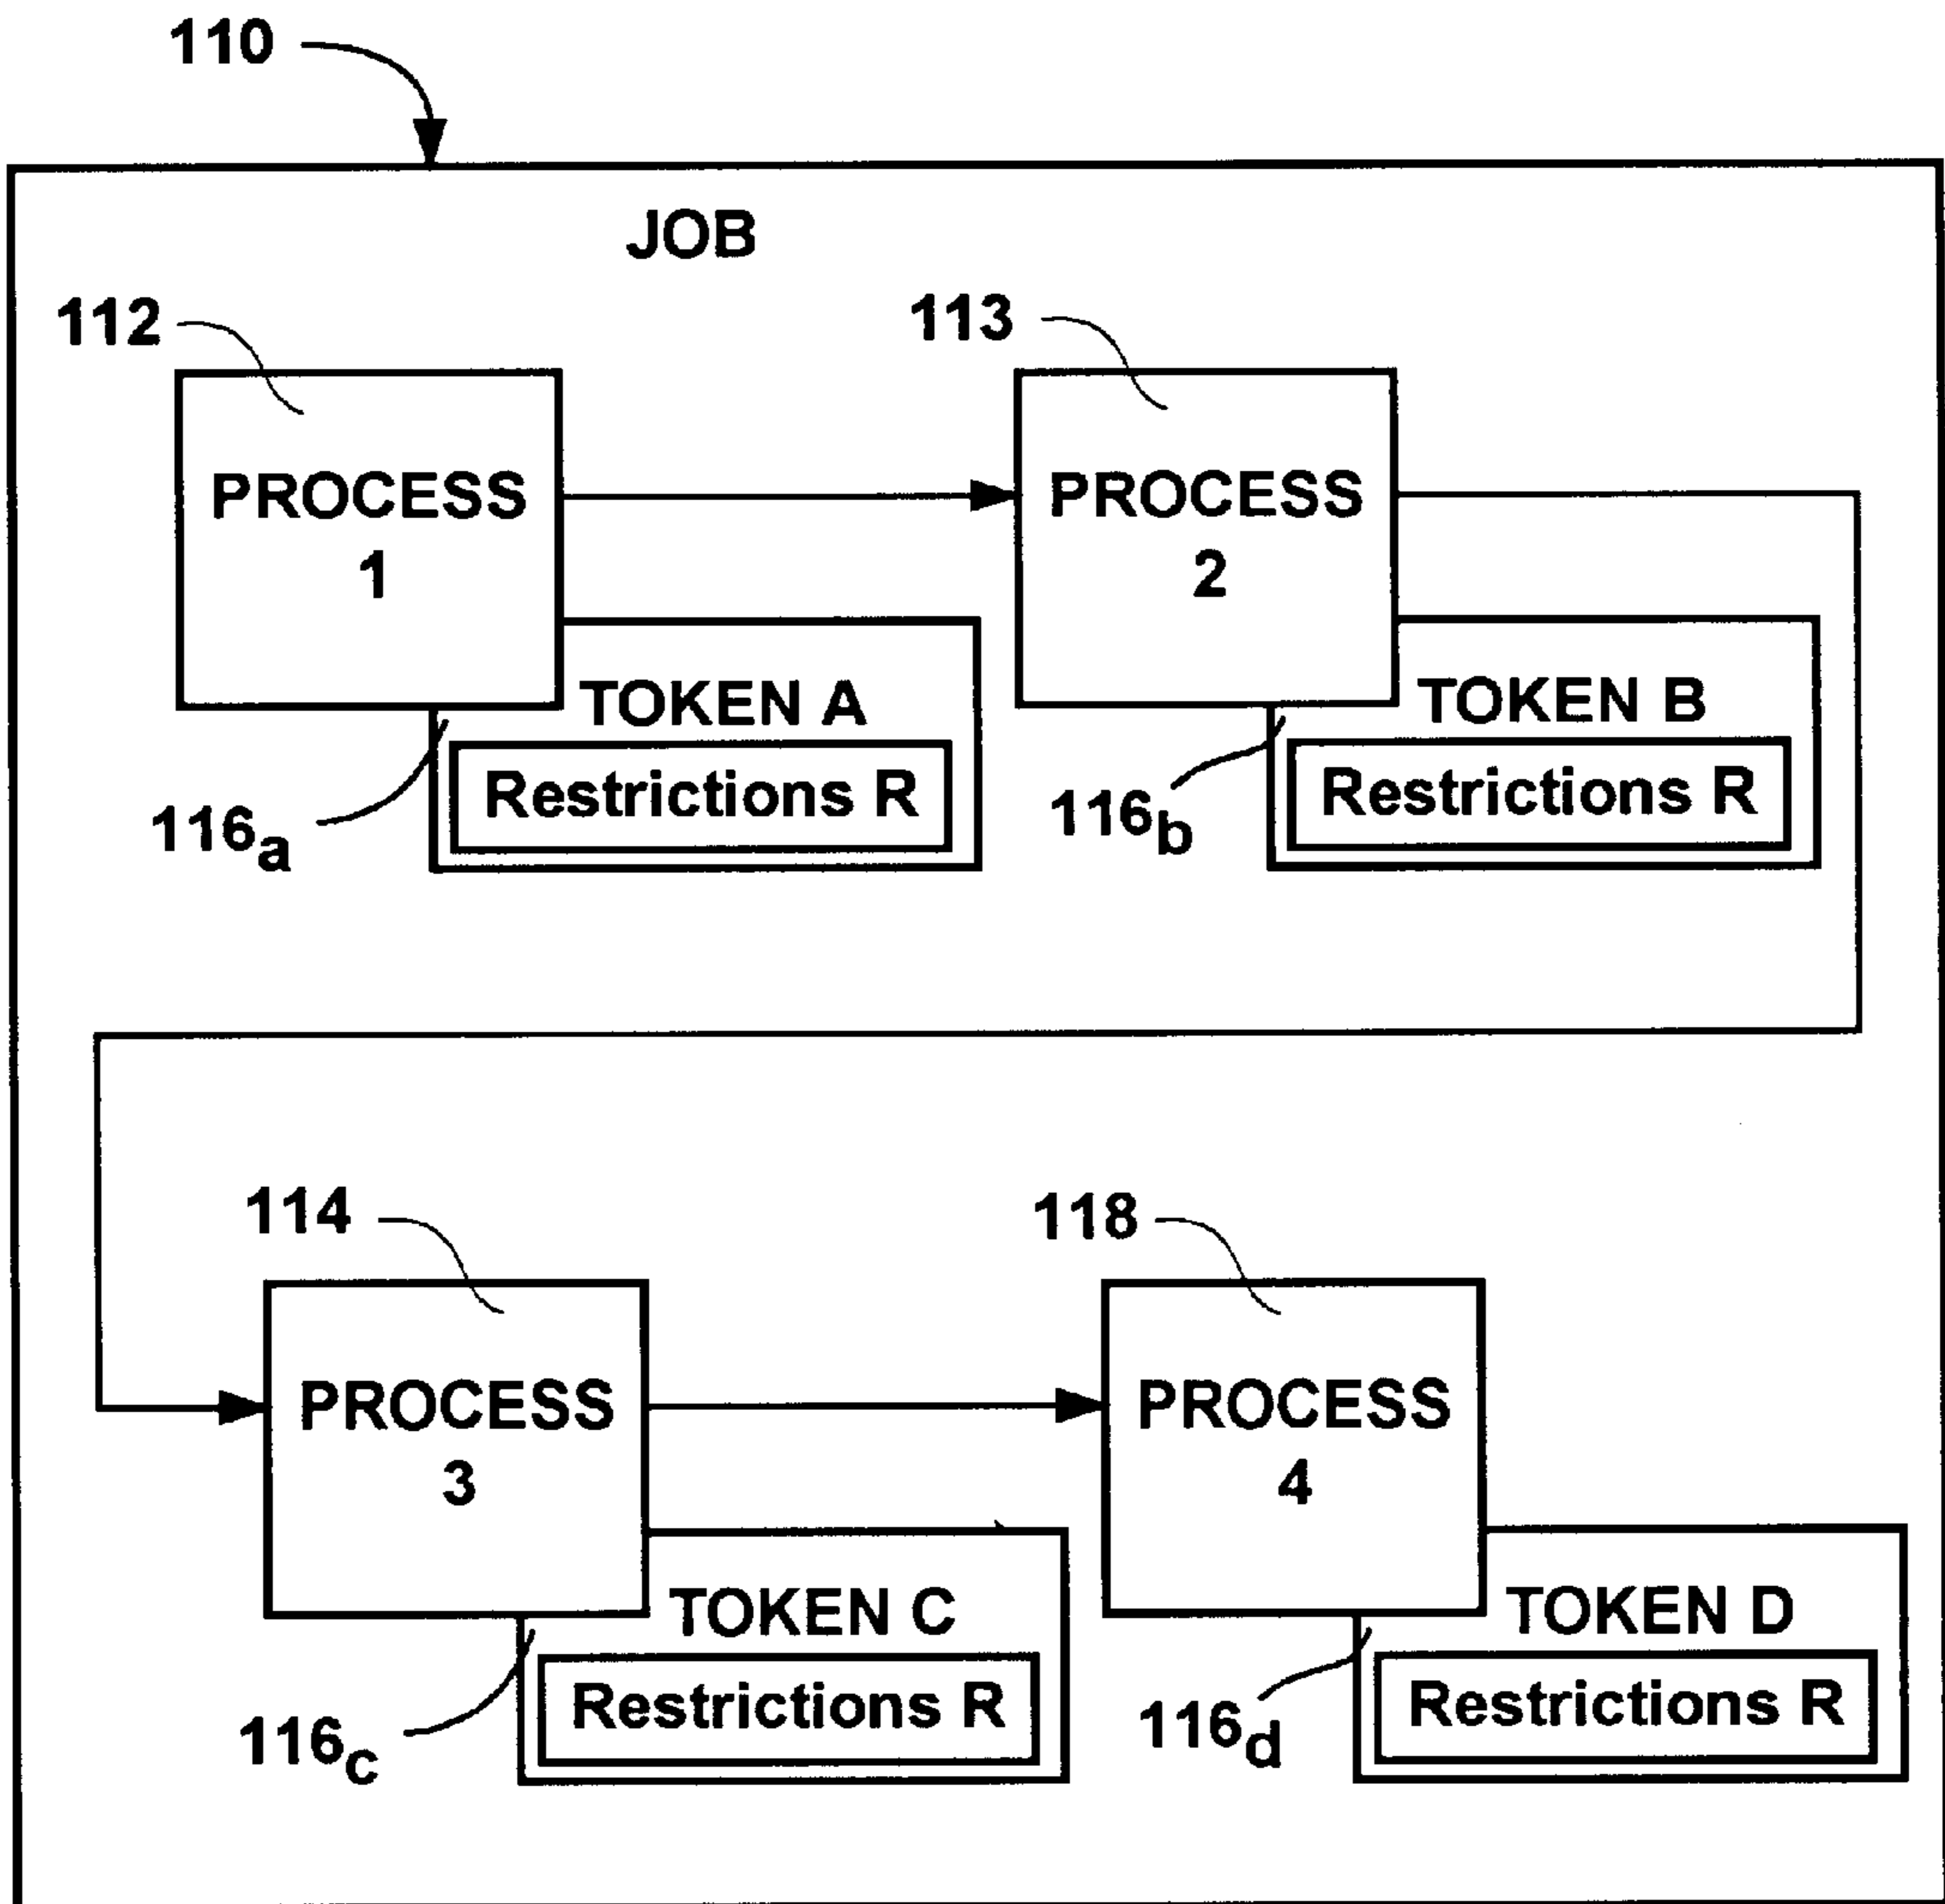 110
JOB
112
113
PROCESS
1
PROCESS
2
TOKEN A
Restrictions R
116a
TOKEN B
Restrictions R
116b
114
118
PROCESS
3
PROCESS
4
TOKEN C
Restrictions R
116c
TOKEN D
Restrictions R
116d